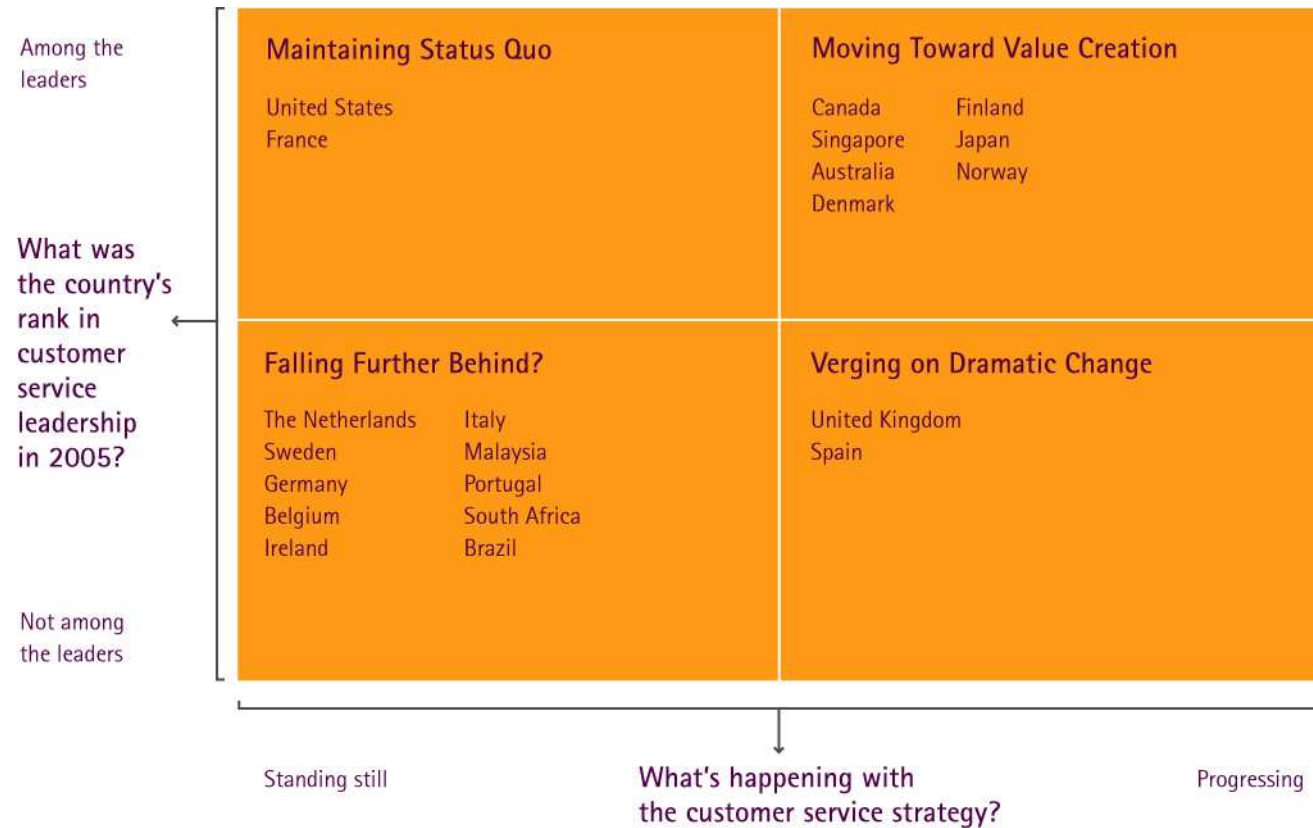 Among the
leaders
Maintaining Status Quo
United States
France
Moving Toward Value Creation
Canada
Singapore
Australia
Denmark
Finland
Japan
Norway
What was
the country's
rank in
customer
service
leadership
in 2005?
Falling Further Behind?
The Netherlands
Sweden
Germany
Belgium
Ireland
Italy
Malaysia
Portugal
South Africa
Brazil
Verging on Dramatic Change
United Kingdom
Spain
Not among
the leaders
Standing still
What's happening with
the customer service strategy?
Progressing